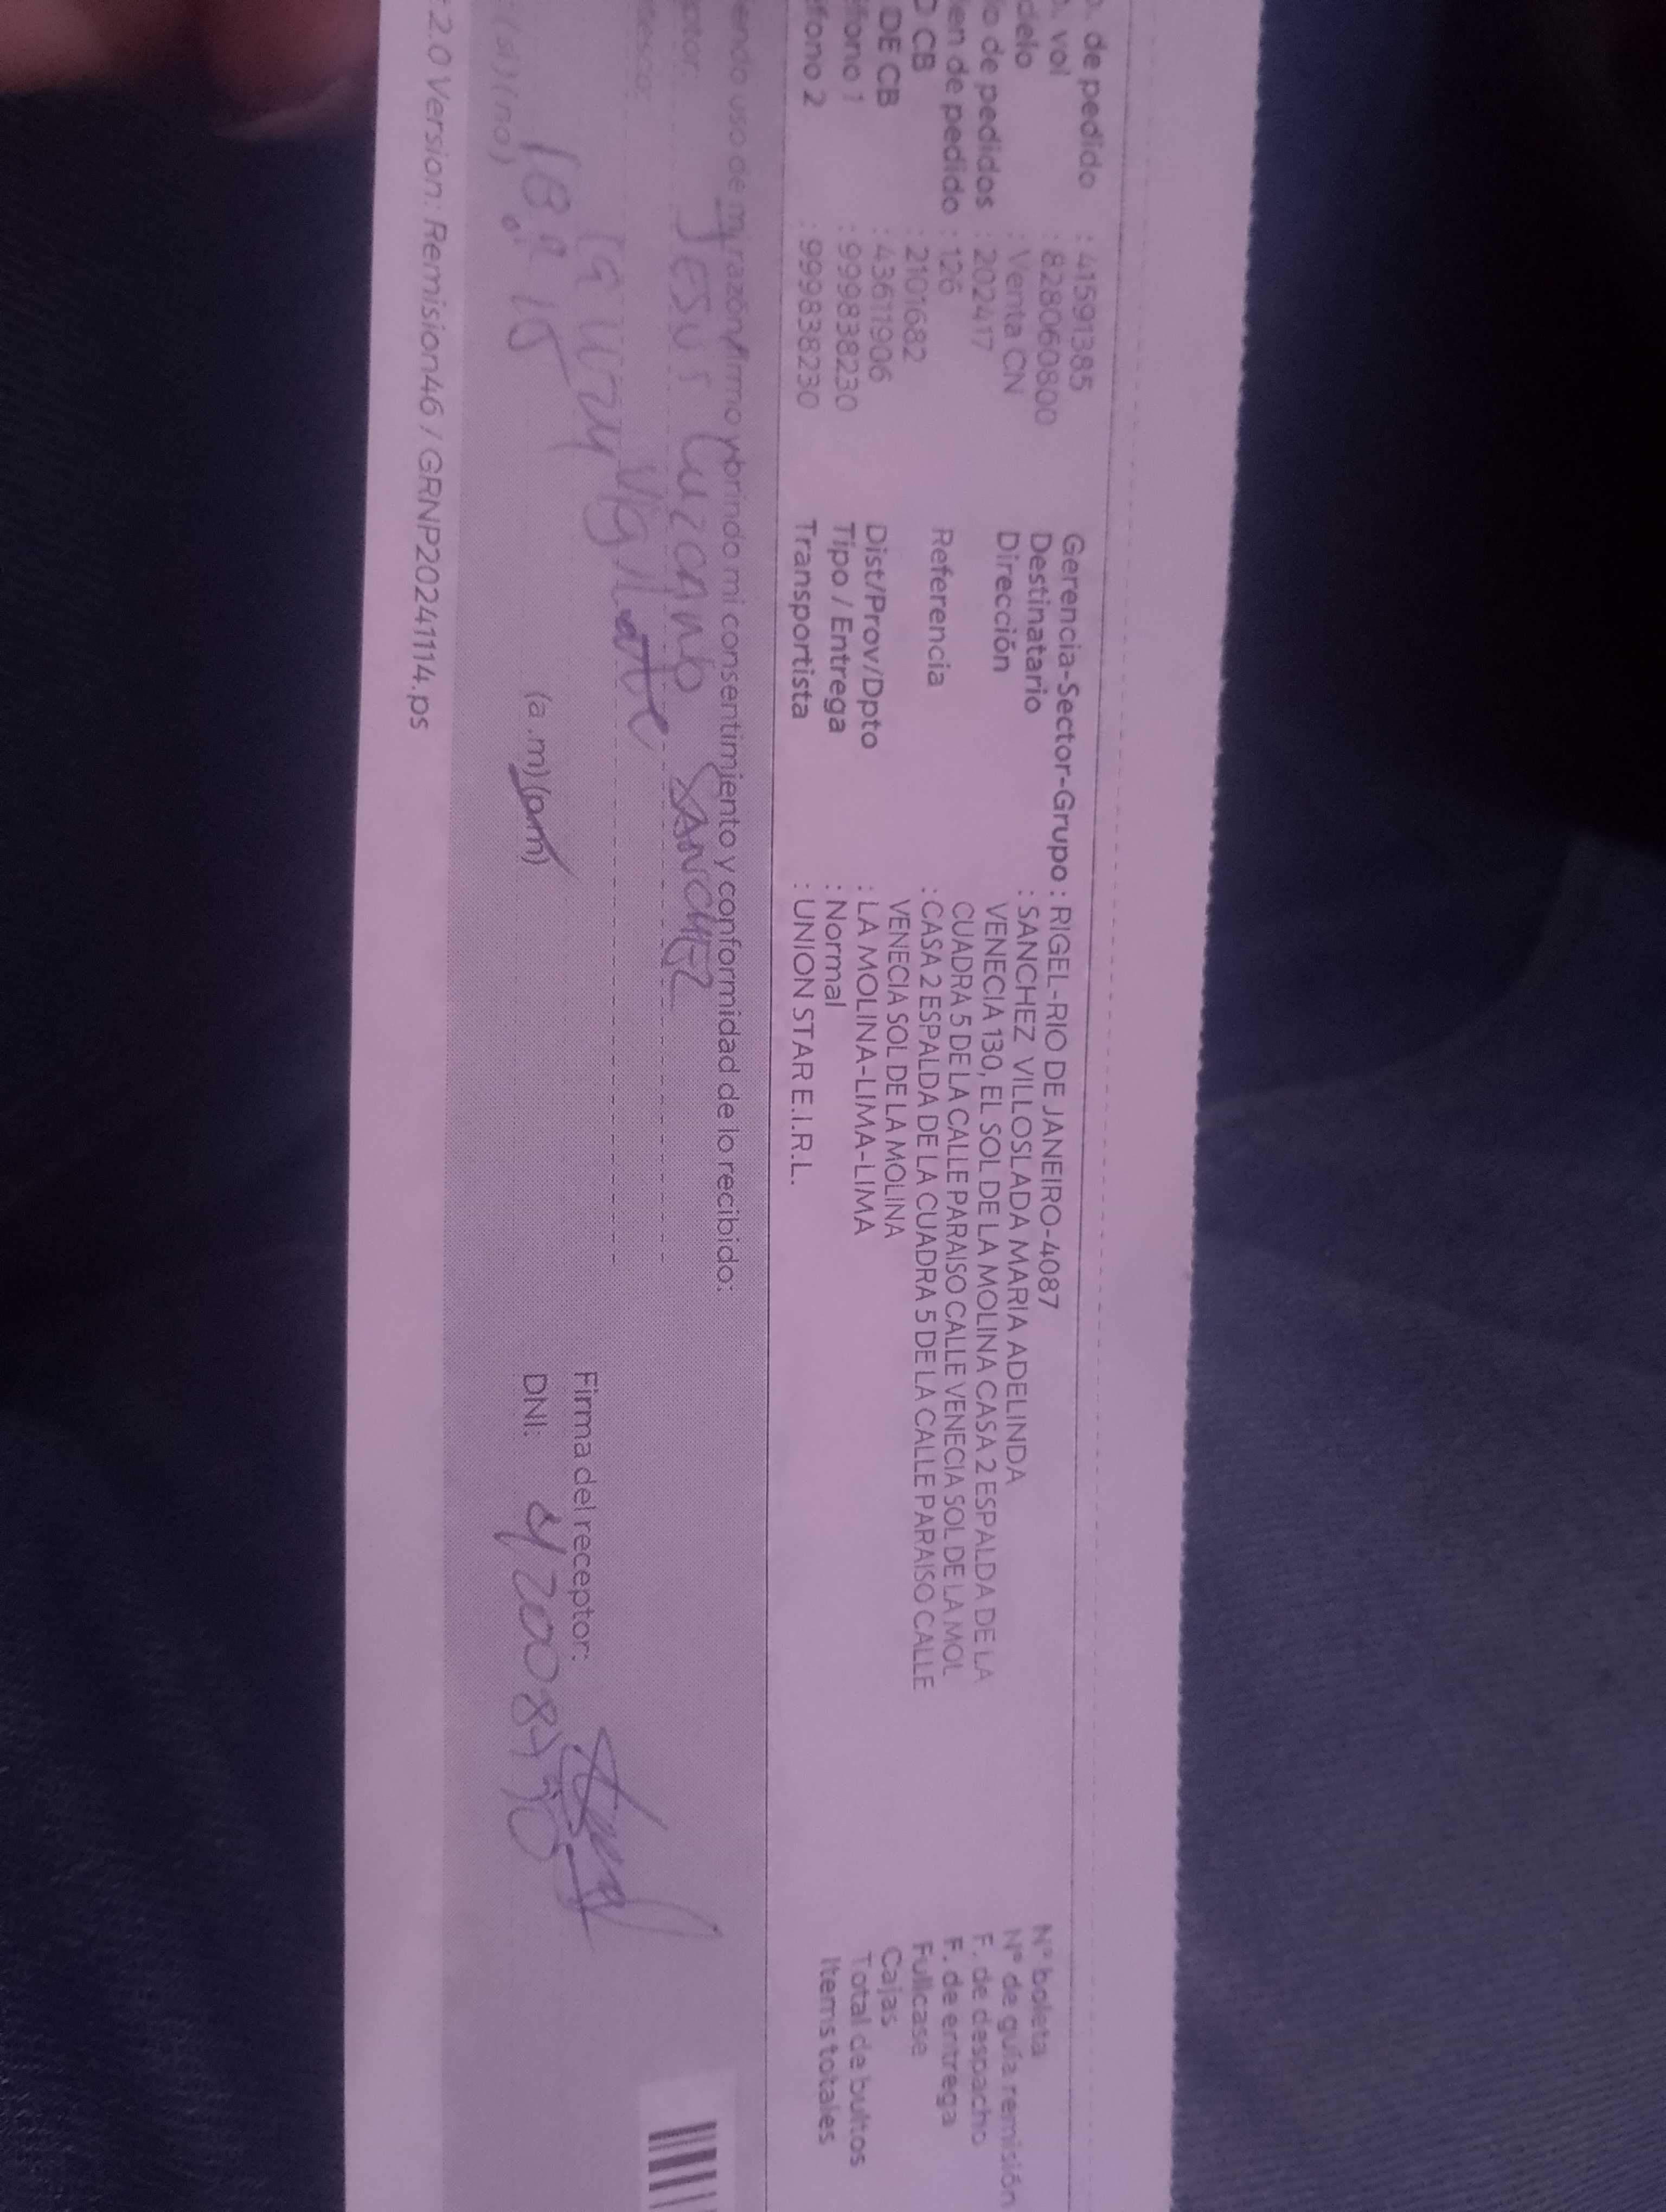 . de pedido : 41591385
. vol : 828060800
delo : Venta CN
o de pedidos : 202417
en de pedido : 126
CB : 2101682
DE CB : 43611906
fono 1 : 999838230
fono 2 : 999838230
Gerencia-Sector-Grupo : RIGEL-RIO DE JANEIRO-4087
Destinatario : SANCHEZ VILLOSLADA MARIA ADELINDA
Dirección VENECIA 130, EL SOL DE LA MOLINA CASA 2 ESPALDA DE LA
CUADRA 5 DE LA CALLE PARAISO CALLE VENECIA SOL DE LA MOL
Referencia : CASA 2 ESPALDA DE LA CUADRA 5 DE LA CALLE PARAISO CALLE
VENECIA SOL DE LA MOLINA
Dist/Prov/Dpto : LA MOLINA-LIMA-LIMA
Tipo / Entrega : Normal
Transportista : UNION STAR E.I.R.L.
N° boleta
N° de guía remisión
F. de despacho
F. de entrega
Fullcase
Cajas
Total de bultos
Items totales
iendo uso de mi razón firmo y brindo mi consentimiento y conformidad de lo recibido:
ptor: JESUS Luzcano SANCHEZ
ntesco: Vigilante
Firma del receptor:
: (si) (no) (a.m) (pm)
DNI:
2.0 Version: Remision46 / GRNP20241114.ps